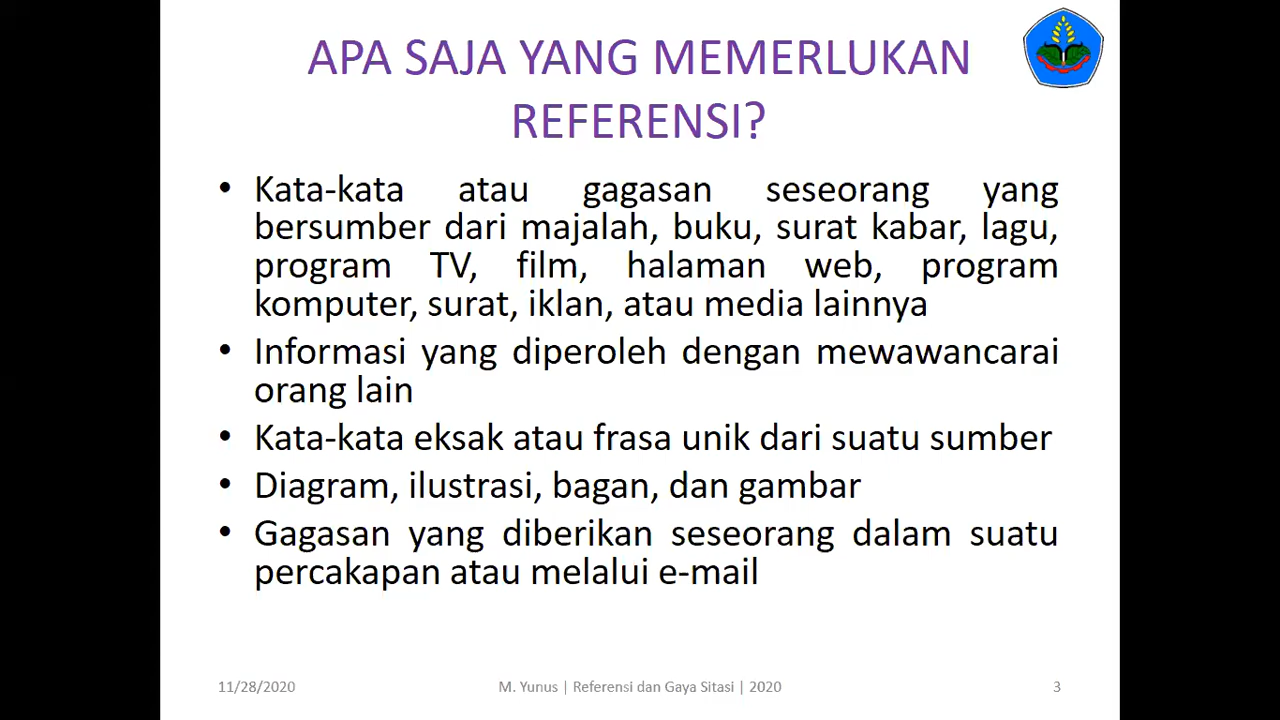 APA SAJA YANG MEMERLUKAN
REFERENSI?
• Kata-kata atau gagasan seseorang yang
bersumber dari majalah, buku, surat kabar, lagu,
program TV, film, halaman web, program
komputer, surat, iklan, atau media lainnya
• Informasi yang diperoleh dengan mewawancarai
orang lain
• Kata-kata eksak atau frasa unik dari suatu sumber
• Diagram, ilustrasi, bagan, dan gambar
• Gagasan yang diberikan seseorang dalam suatu
percakapan atau melalui e-mail
11/28/2020
M. Yunus | Referensi dan Gaya Sitasi | 2020
3